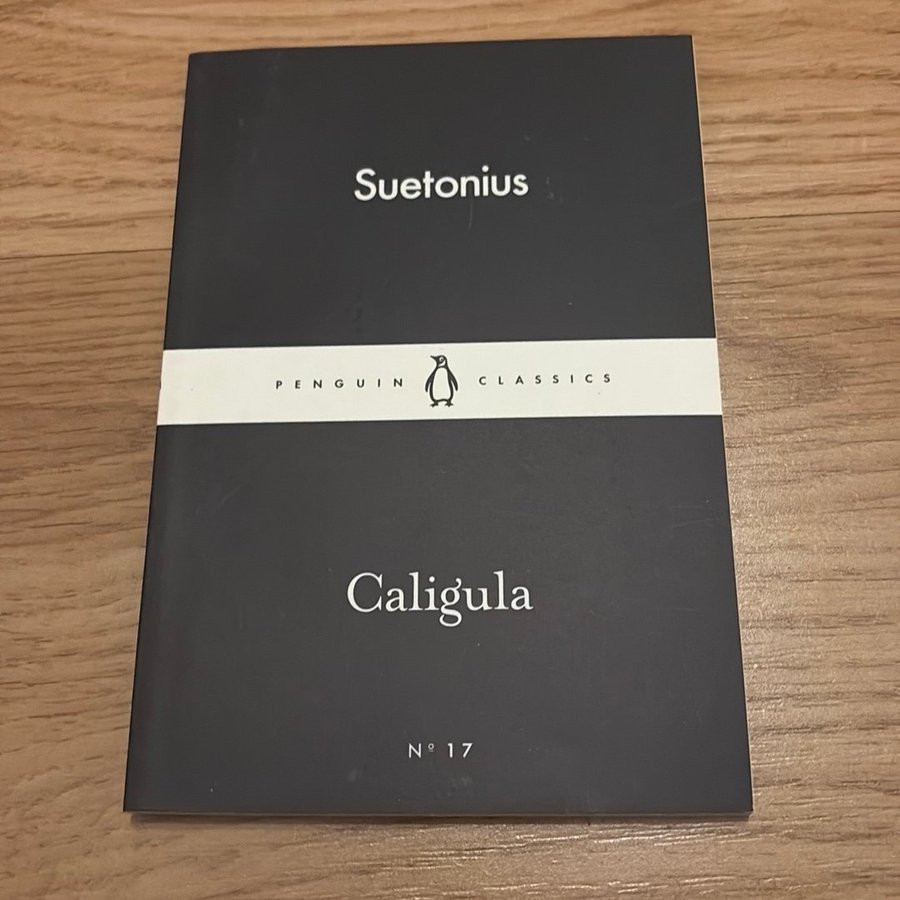 Suetonius
PENGUIN CLASSICS
Caligula
Nº 17